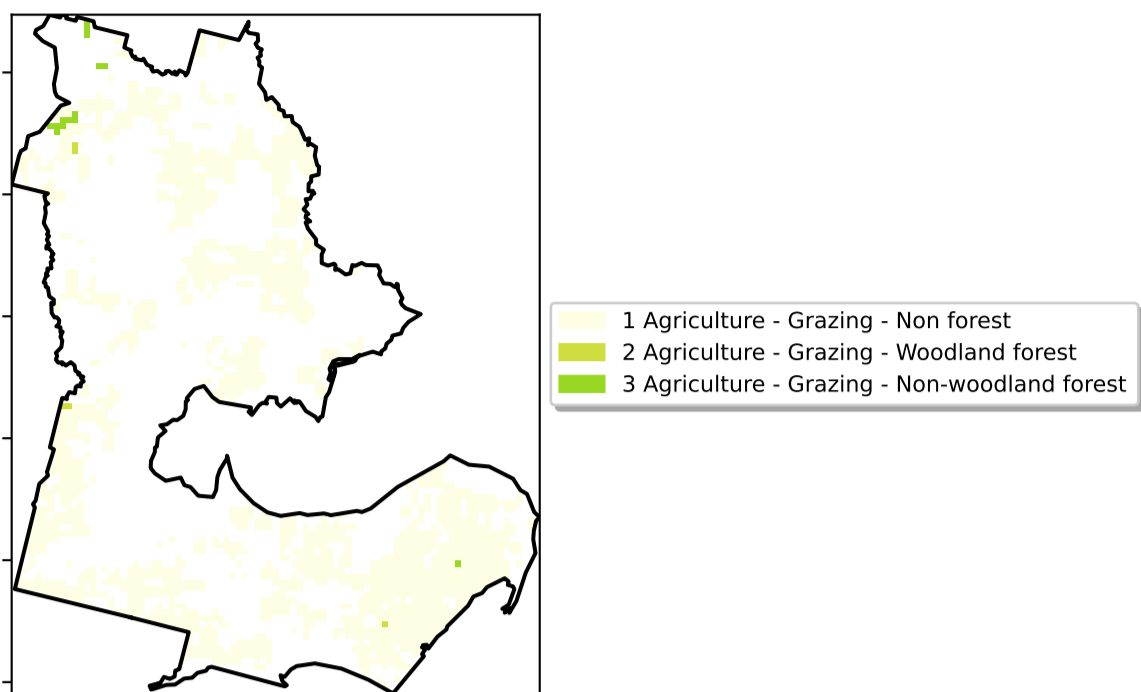 1 Agriculture - Grazing - Non forest
2 Agriculture - Grazing - Woodland forest
3 Agriculture - Grazing - Non-woodland forest